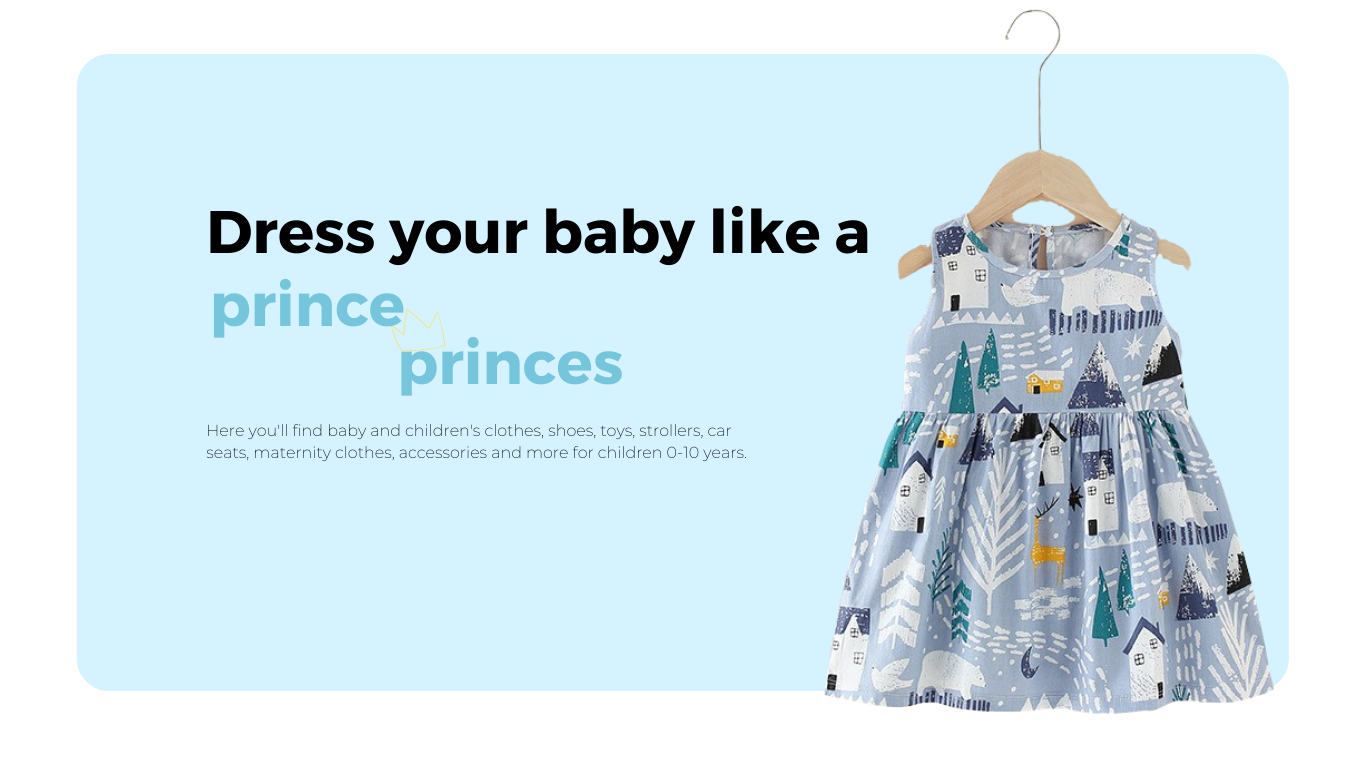 Dress your baby like a
prince
princes
Here you'll find baby and children's clothes, shoes, toys, strollers, car
seats, maternity clothes, accessories and more for children 0-10 years.